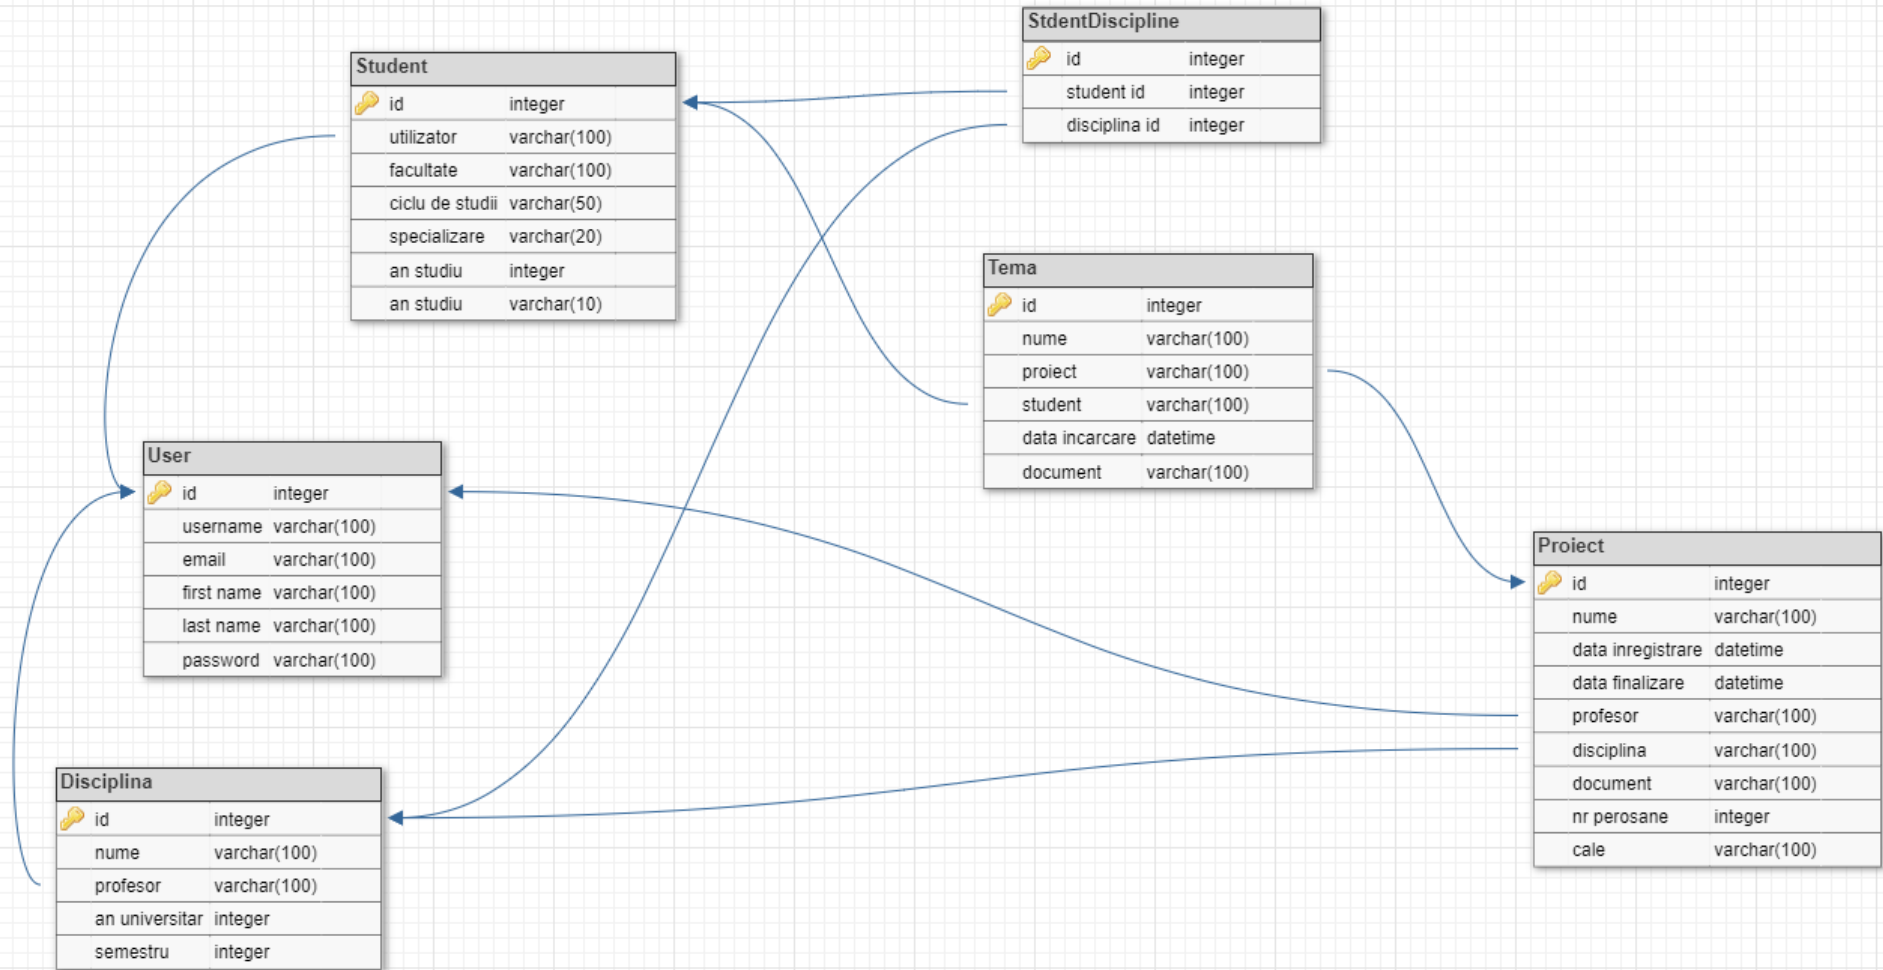 StdentDiscipline
id integer
student id integer
disciplina id integer
Student
id integer
utilizator varchar(100)
facultate varchar(100)
ciclu de studii varchar(50)
specializare varchar(20)
an studiu integer
an studiu varchar(10)
Tema
id integer
nume varchar(100)
proiect varchar(100)
student varchar(100)
data incarcare datetime
document varchar(100)
User
id integer
username varchar(100)
email varchar(100)
first name varchar(100)
last name varchar(100)
password varchar(100)
Proiect
id integer
nume varchar(100)
data inregistrare datetime
data finalizare datetime
profesor varchar(100)
disciplina varchar(100)
document varchar(100)
nr perosane integer
cale varchar(100)
Disciplina
id integer
nume varchar(100)
profesor varchar(100)
an universitar integer
semestru integer